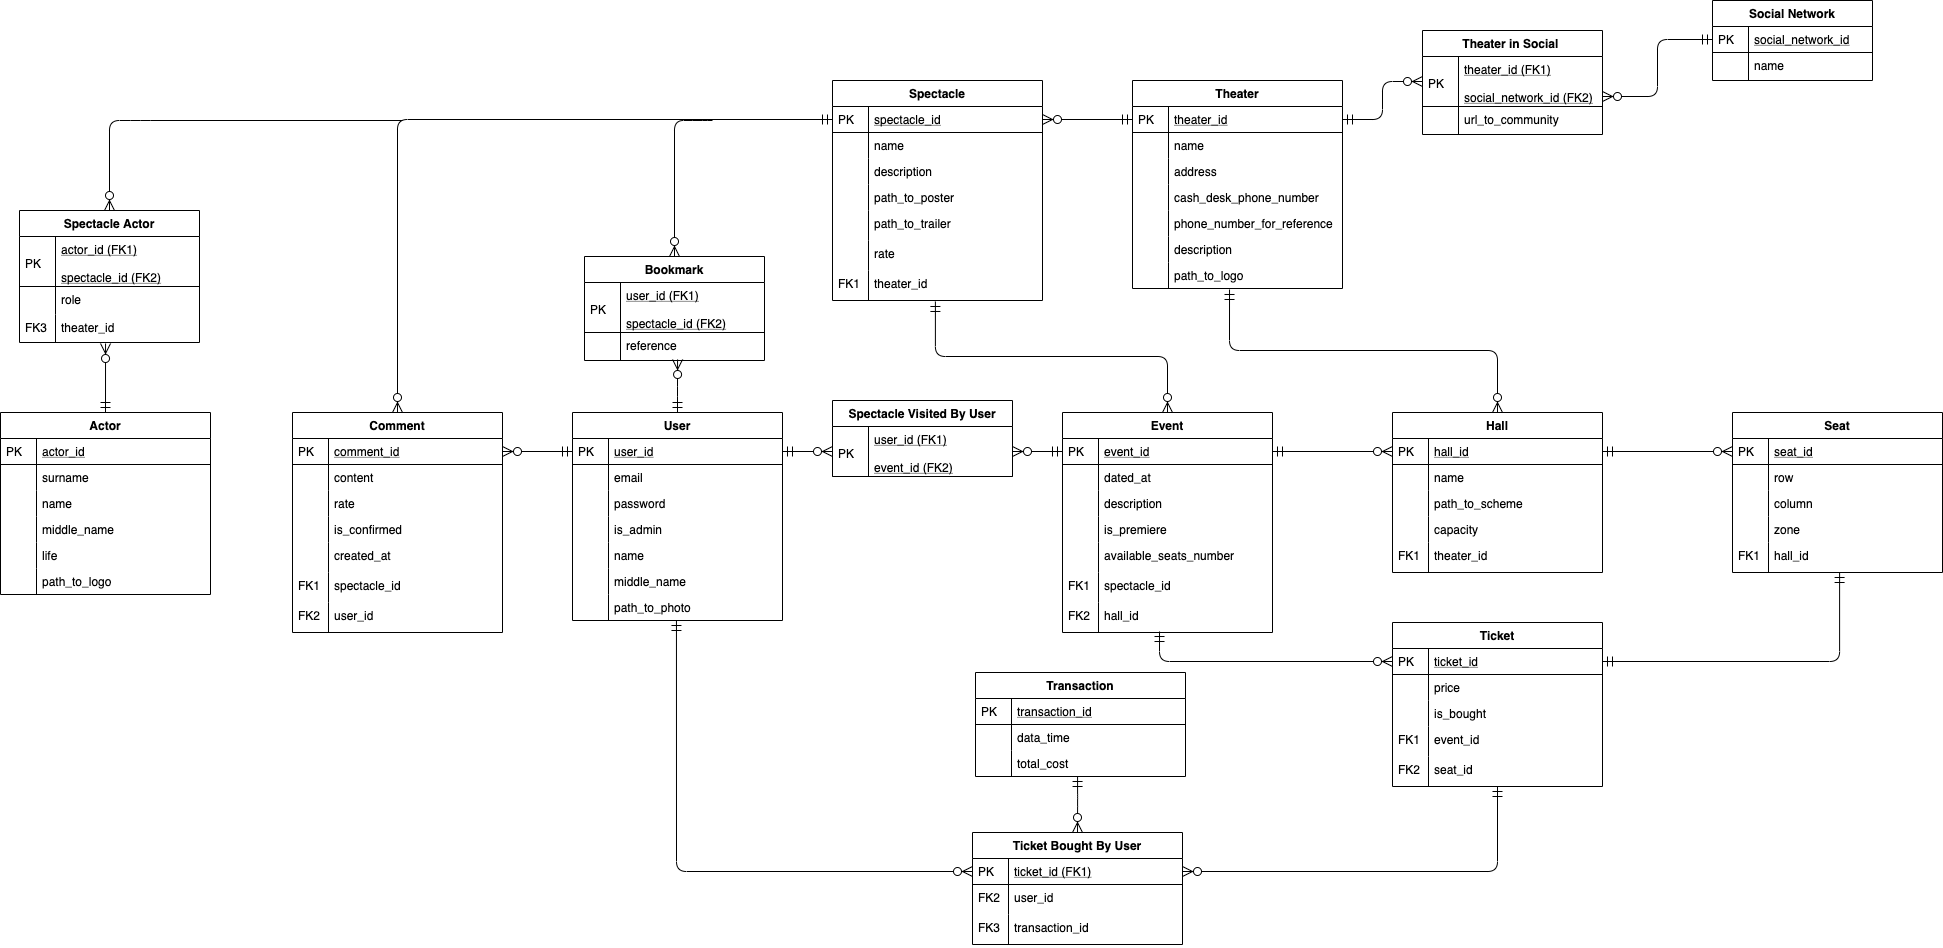 Social Network
PK social_network_id
name
Theater in Social
PK
theater_id (FK1)
social_network_id (FK2)
url_to_community
Spectacle
PK spectacle_id
name
description
path_to_poster
path_to_trailer
rate
FK1 theater_id
Theater
PK theater_id
name
address
cash_desk_phone_number
phone_number_for_reference
description
path_to_logo
Spectacle Actor
PK
actor_id (FK1)
spectacle_id (FK2)
role
FK3 theater_id
Bookmark
PK
user_id (FK1)
spectacle_id (FK2)
reference
Actor
PK actor_id
surname
name
middle_name
life
path_to_logo
Comment
PK comment_id
content
rate
is_confirmed
created_at
FK1 spectacle_id
FK2 user_id
User
PK user_id
email
password
is_admin
name
middle_name
path_to_photo
Spectacle Visited By User
PK
user_id (FK1)
event_id (FK2)
Event
PK event_id
dated_at
description
is_premiere
available_seats_number
FK1 spectacle_id
FK2 hall_id
Hall
PK hall_id
name
path_to_scheme
capacity
FK1 theater_id
Seat
PK seat_id
row
column
zone
FK1 hall_id
Ticket
PK ticket_id
price
is_bought
FK1 event_id
FK2 seat_id
Transaction
PK transaction_id
data_time
total_cost
Ticket Bought By User
PK ticket_id (FK1)
FK2 user_id
FK3 transaction_id